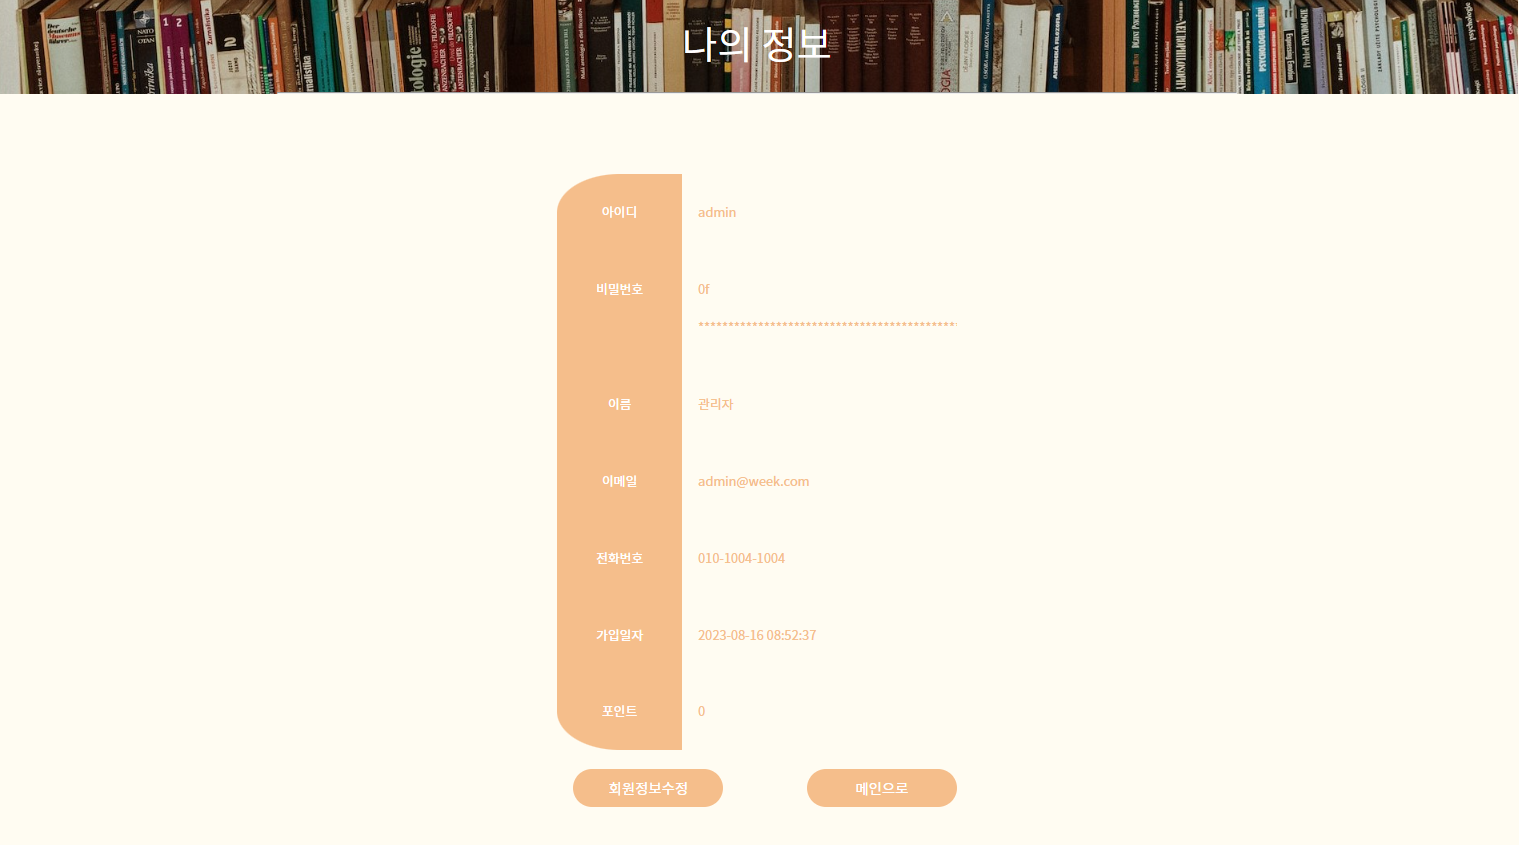 나의 정보
아이디 admin
비밀번호 0f
*******************************************
이름 관리자
이메일 admin@week.com
전화번호 010-1004-1004
가입일자 2023-08-16 08:52:37
포인트 0
회원정보수정 메인으로